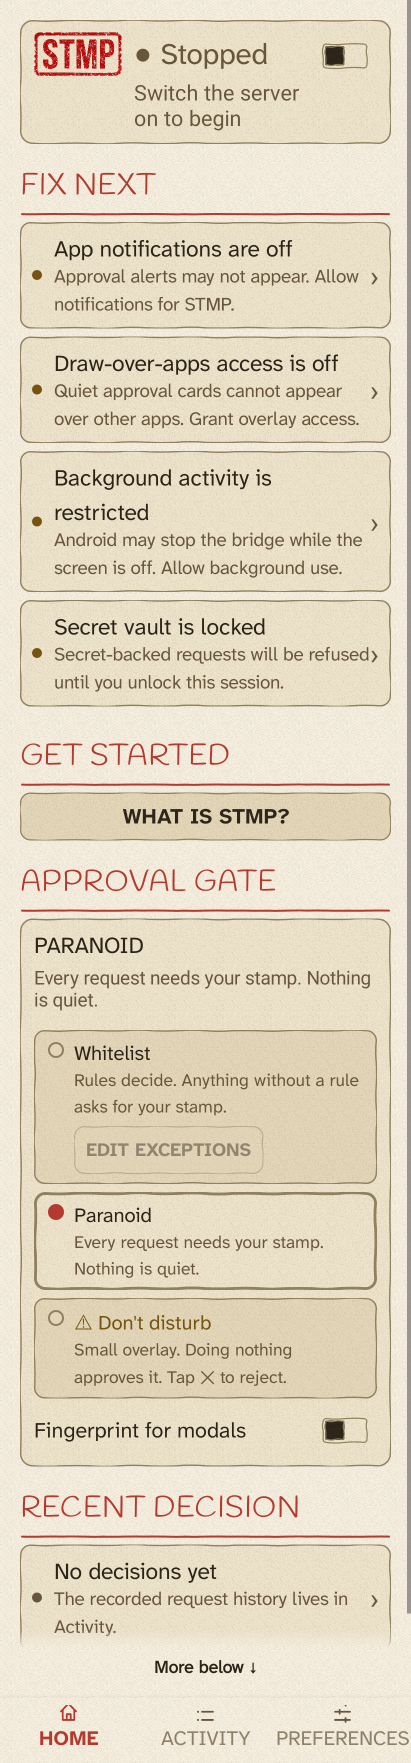 STMP
● Stopped
Switch the server
on to begin
FIX NEXT
App notifications are off
Approval alerts may not appear. Allow
notifications for STMP.
Draw-over-apps access is off
Quiet approval cards cannot appear
over other apps. Grant overlay access.
Background activity is
restricted
Android may stop the bridge while the
screen is off. Allow background use.
Secret vault is locked
Secret-backed requests will be refused
until you unlock this session.
GET STARTED
WHAT IS STMP?
APPROVAL GATE
PARANOID
Every request needs your stamp. Nothing
is quiet.
Whitelist
Rules decide. Anything without a rule
asks for your stamp.
EDIT EXCEPTIONS
Paranoid
Every request needs your stamp.
Nothing is quiet.
⚠ Don't disturb
Small overlay. Doing nothing
approves it. Tap ✕ to reject.
Fingerprint for modals
RECENT DECISION
No decisions yet
The recorded request history lives in
Activity.
More below ↓
HOME
ACTIVITY
PREFERENCES